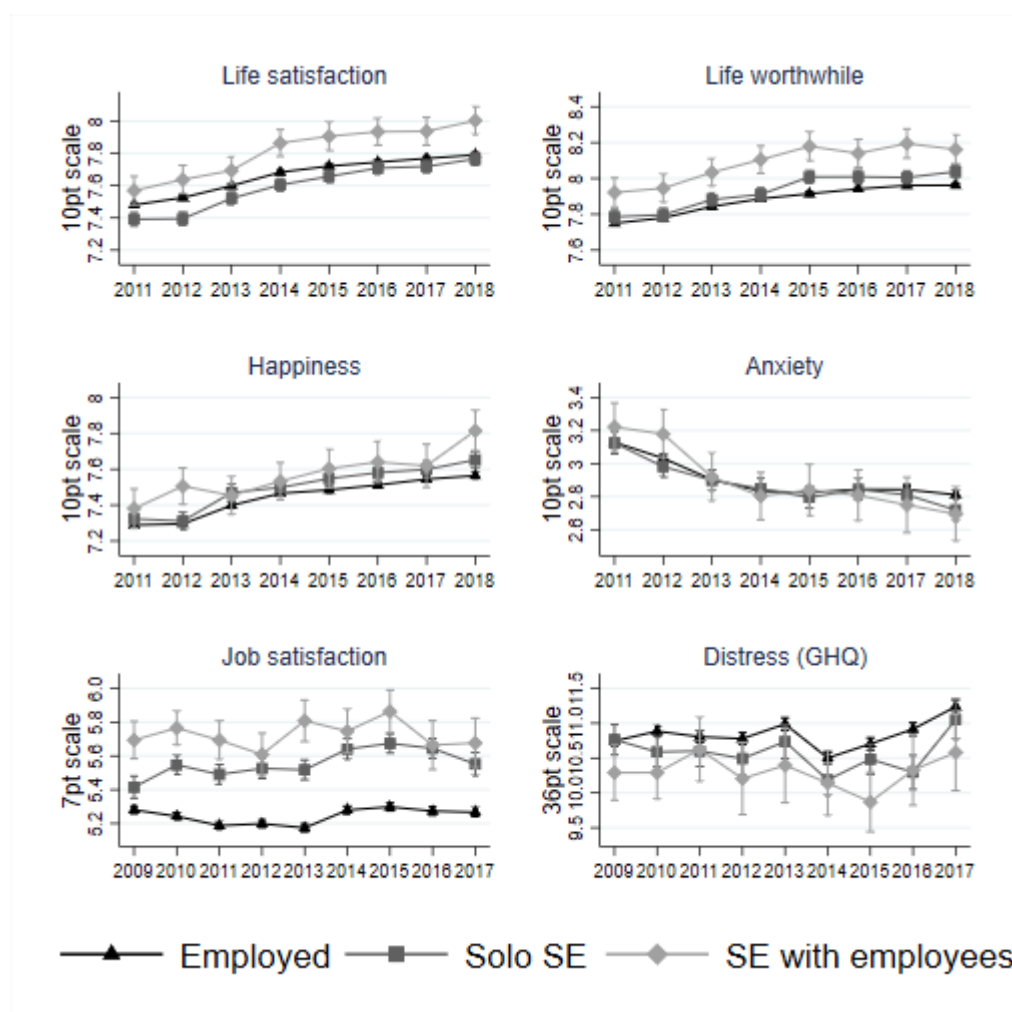 Life satisfaction
10pt scale
7.2 7.4 7.6 7.8 8
2011 2012 2013 2014 2015 2016 2017 2018
Life worthwhile
10pt scale
7.6 7.8 8 8.2 8.4
2011 2012 2013 2014 2015 2016 2017 2018
Happiness
10pt scale
7.2 7.4 7.6 7.8 8
2011 2012 2013 2014 2015 2016 2017 2018
Anxiety
10pt scale
2.6 2.8 3 3.2 3.4
2011 2012 2013 2014 2015 2016 2017 2018
Job satisfaction
7pt scale
5.2 5.4 5.6 5.8 6.0
2009 2010 2011 2012 2013 2014 2015 2016 2017
Distress (GHQ)
36pt scale
9.5 10.0 10.5 11.0 11.5
2009 2010 2011 2012 2013 2014 2015 2016 2017
Employed Solo SE SE with employees